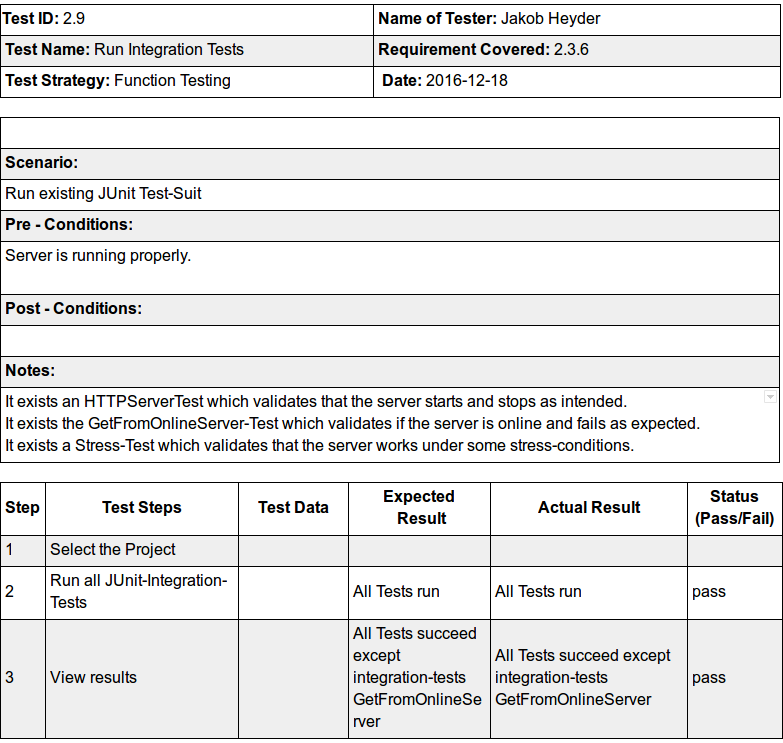 Test ID: 2.9
Name of Tester: Jakob Heyder
Test Name: Run Integration Tests
Requirement Covered: 2.3.6
Test Strategy: Function Testing
Date: 2016-12-18
Scenario:
Run existing JUnit Test-Suit
Pre - Conditions:
Server is running properly.
Post - Conditions:
Notes:
It exists an HTTPServerTest which validates that the server starts and stops as intended.
It exists the GetFromOnlineServer-Test which validates if the server is online and fails as expected.
It exists a Stress-Test which validates that the server works under some stress-conditions.
Step
Test Steps
Test Data
Expected
Result
Actual Result
Status
(Pass/Fail)
1
Select the Project
2
Run all JUnit-Integration-
Tests
All Tests run
All Tests run
pass
3
View results
All Tests succeed
except
integration-tests
GetFromOnlineSe
rver
All Tests succeed except
integration-tests
GetFromOnlineServer
pass